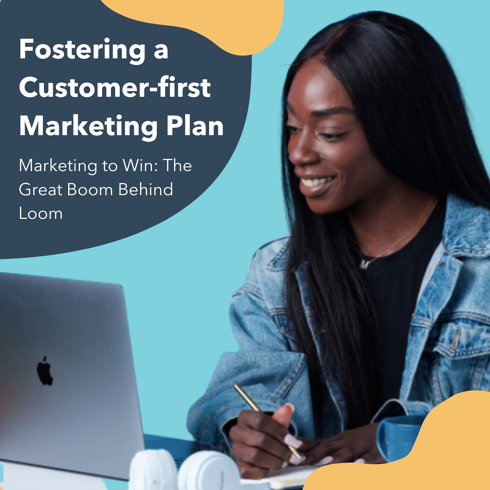 Fostering a
Customer-first
Marketing Plan
Marketing to Win: The
Great Boom Behind
Loom
M